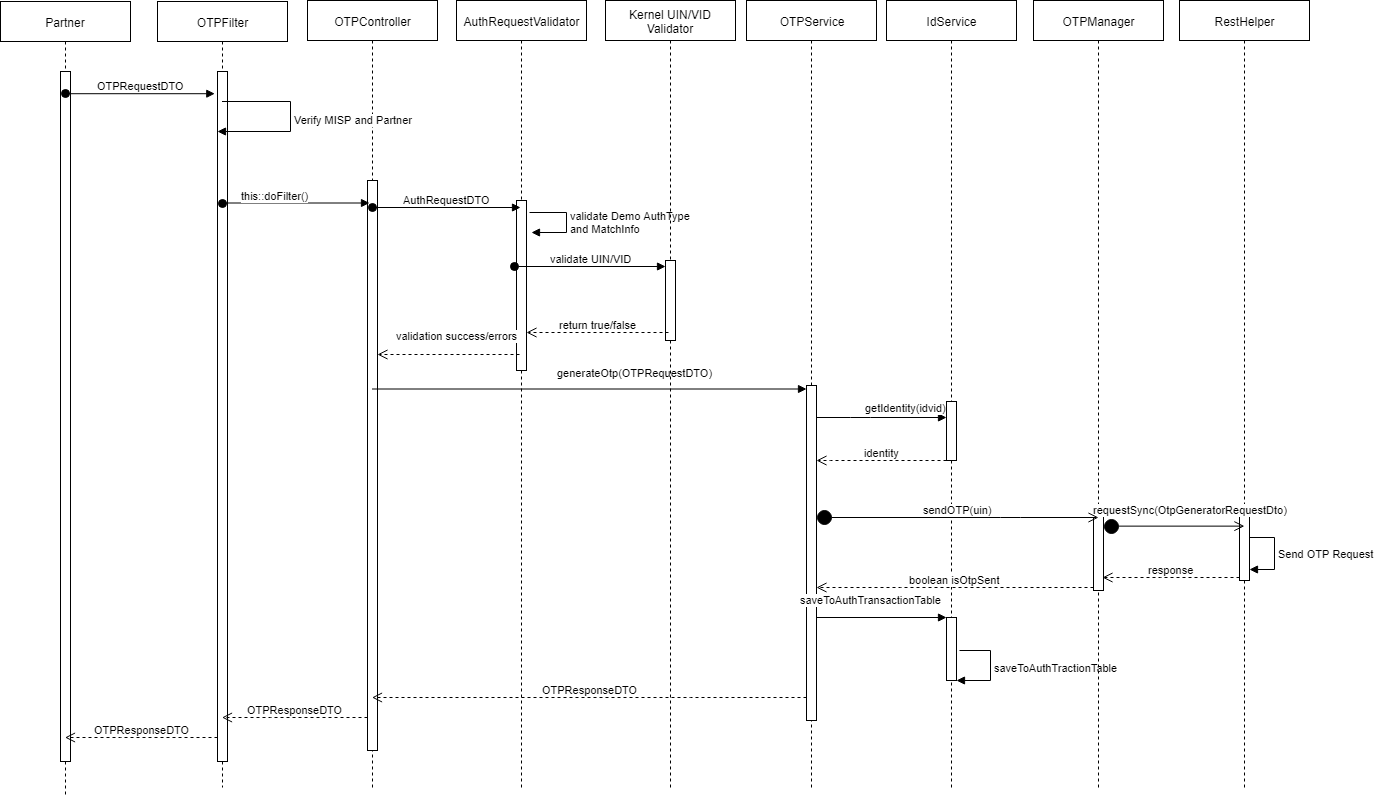 Partner
OTPFilter
OTPController
AuthRequestValidator
Kernel UIN/VID
Validator
OTPService
IdService
OTPManager
RestHelper
OTPRequestDTO
Verify MISP and Partner
this::doFilter()
AuthRequestDTO
validate Demo AuthType
and MatchInfo
validate UIN/VID
return true/false
validation success/errors
generateOtp(OTPRequestDTO)
getIdentity(idvid)
identity
sendOTP(uin)
requestSync(OtpGeneratorRequestDto)
Send OTP Request
response
boolean isOtpSent
saveToAuthTransactionTable
saveToAuthTractionTable
OTPResponseDTO
OTPResponseDTO
OTPResponseDTO